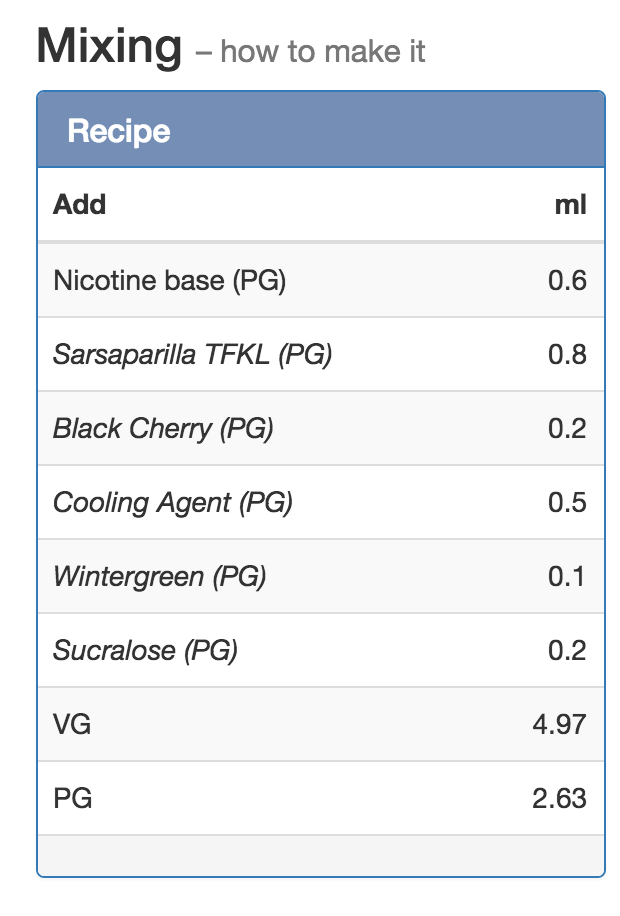 Mixing – how to make it
Recipe
Add ml
Nicotine base (PG) 0.6
Sarsaparilla TFKL (PG) 0.8
Black Cherry (PG) 0.2
Cooling Agent (PG) 0.5
Wintergreen (PG) 0.1
Sucralose (PG) 0.2
VG 4.97
PG 2.63